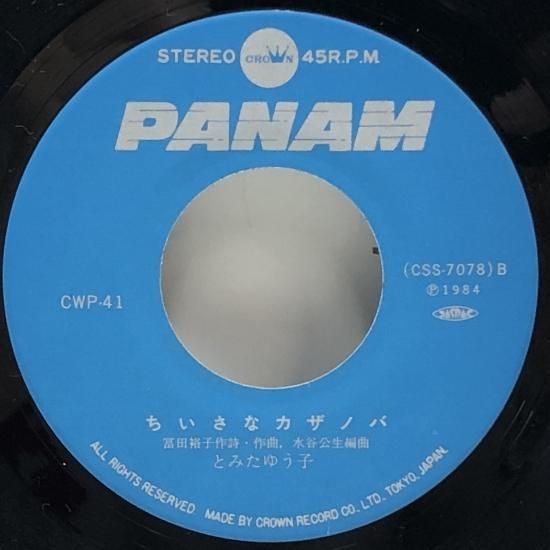 STEREO CROWN 45R.P.M.
PANAM
(CSS-7078)B
CWP-41
℗1984
JASRAC
ちいさなカザノバ
冨田裕子作詩・作曲, 水谷公生編曲
とみたゆう子
ALL RIGHTS RESERVED MADE BY CROWN RECORD CO., LTD. TOKYO, JAPAN.